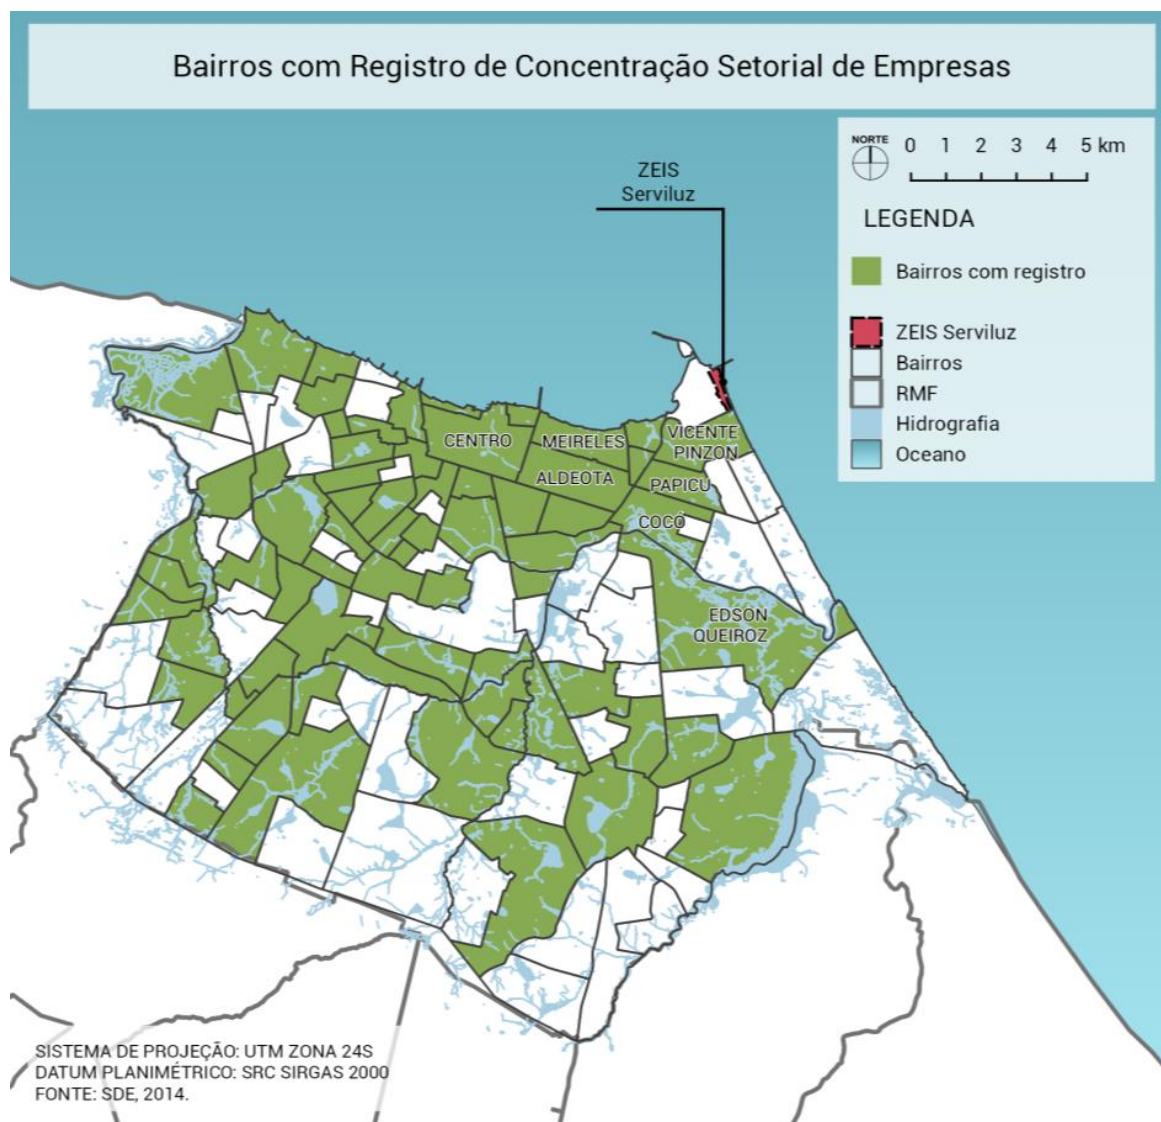 Bairros com Registro de Concentração Setorial de Empresas
NORTE
0 1 2 3 4 5 km
ZEIS
Serviluz
LEGENDA
Bairros com registro
ZEIS Serviluz
Bairros
RMF
Hidrografia
Oceano
CENTRO
MEIRELES
VICENTE
PINZON
ALDEOTA
PAPICU
COCÓ
EDSON
QUEIROZ
SISTEMA DE PROJEÇÃO: UTM ZONA 24S
DATUM PLANIMÉTRICO: SRC SIRGAS 2000
FONTE: SDE, 2014.